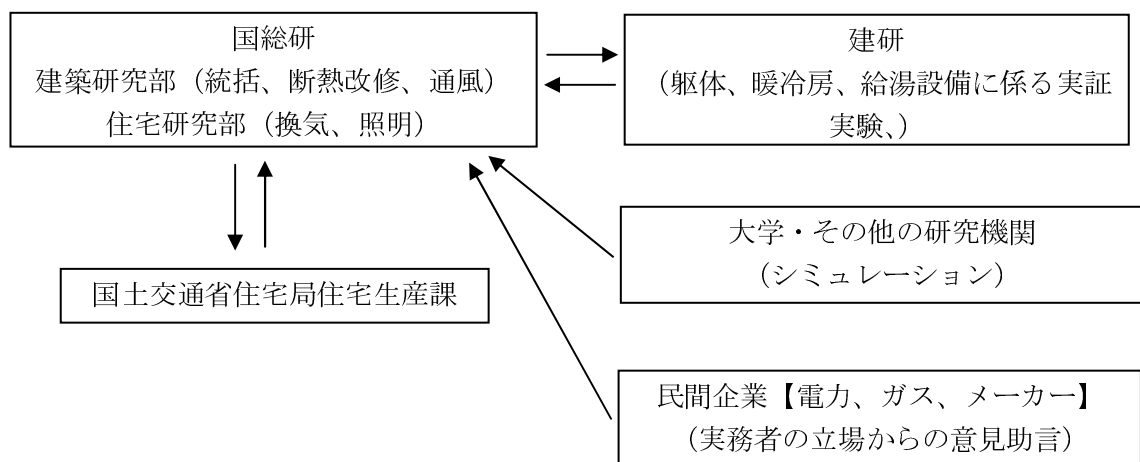 国総研
建築研究部（統括、断熱改修、通風）
住宅研究部（換気、照明）
建研
（躯体、暖冷房、給湯設備に係る実証
実験、）
大学・その他の研究機関
（シミュレーション）
国土交通省住宅局住宅生産課
民間企業【電力、ガス、メーカー】
（実務者の立場からの意見助言）